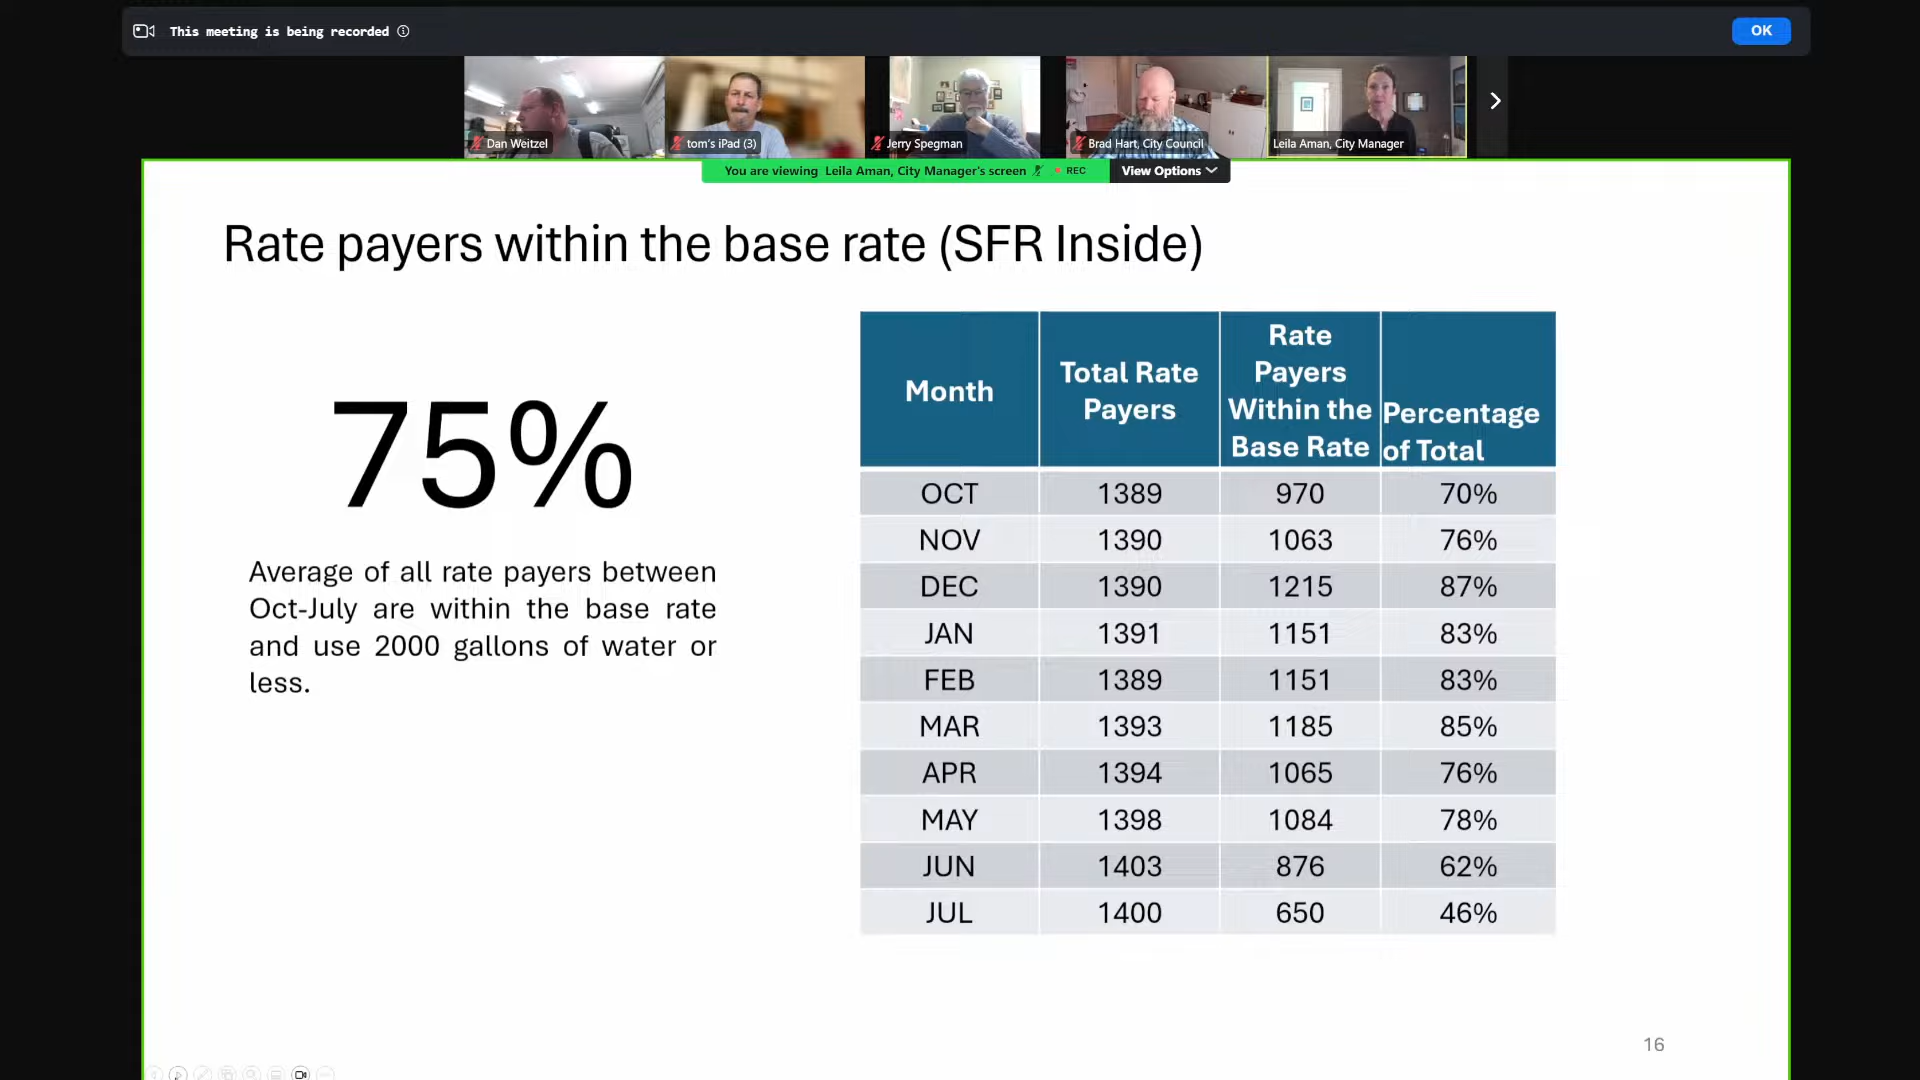 This meeting is being recorded
OK
Dan Weitzel
tom's iPad (3)
Jerry Spegman
Brad Hart, City Council
Leila Aman, City Manager
You are viewing Leila Aman, City Manager's screen
REC
View Options
Rate payers within the base rate (SFR Inside)
75%
Average of all rate payers between
Oct-July are within the base rate
and use 2000 gallons of water or
less.
Month Total Rate Payers Rate Payers Within the Base Rate Percentage of Total
OCT 1389 970 70%
NOV 1390 1063 76%
DEC 1390 1215 87%
JAN 1391 1151 83%
FEB 1389 1151 83%
MAR 1393 1185 85%
APR 1394 1065 76%
MAY 1398 1084 78%
JUN 1403 876 62%
JUL 1400 650 46%
16